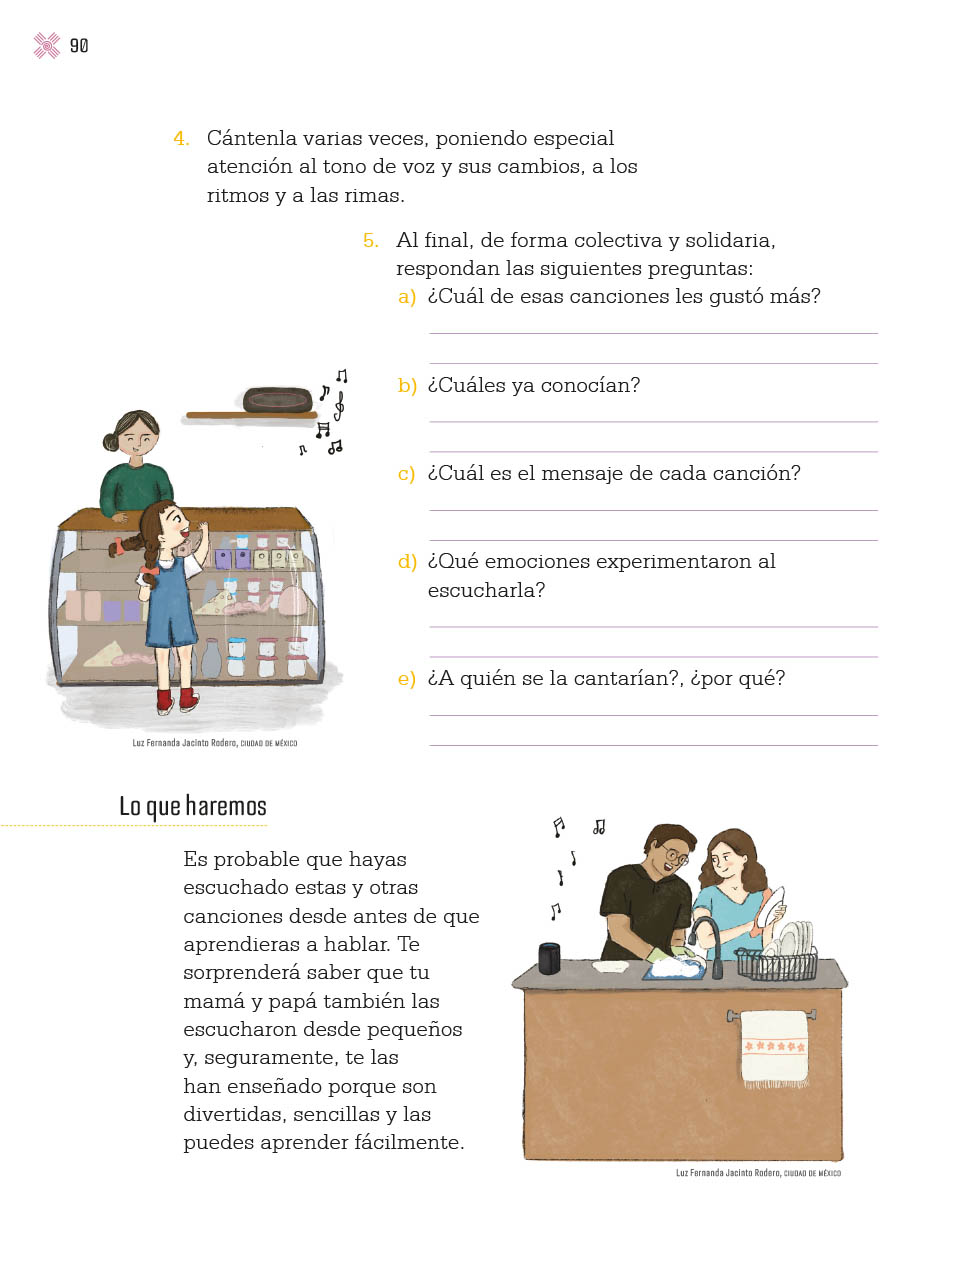 90
4. Cántenla varias veces, poniendo especial
atención al tono de voz y sus cambios, a los
ritmos y a las rimas.
5. Al final, de forma colectiva y solidaria,
respondan las siguientes preguntas:
a) ¿Cuál de esas canciones les gustó más?
b) ¿Cuáles ya conocían?
c) ¿Cuál es el mensaje de cada canción?
d) ¿Qué emociones experimentaron al
escucharla?
e) ¿A quién se la cantarían?, ¿por qué?
Luz Fernanda Jacinto Rodero, CIUDAD DE MÉXICO
Lo que haremos
Es probable que hayas
escuchado estas y otras
canciones desde antes de que
aprendieras a hablar. Te
sorprenderá saber que tu
mamá y papá también las
escucharon desde pequeños
y, seguramente, te las
han enseñado porque son
divertidas, sencillas y las
puedes aprender fácilmente.
Luz Fernanda Jacinto Rodero, CIUDAD DE MÉXICO